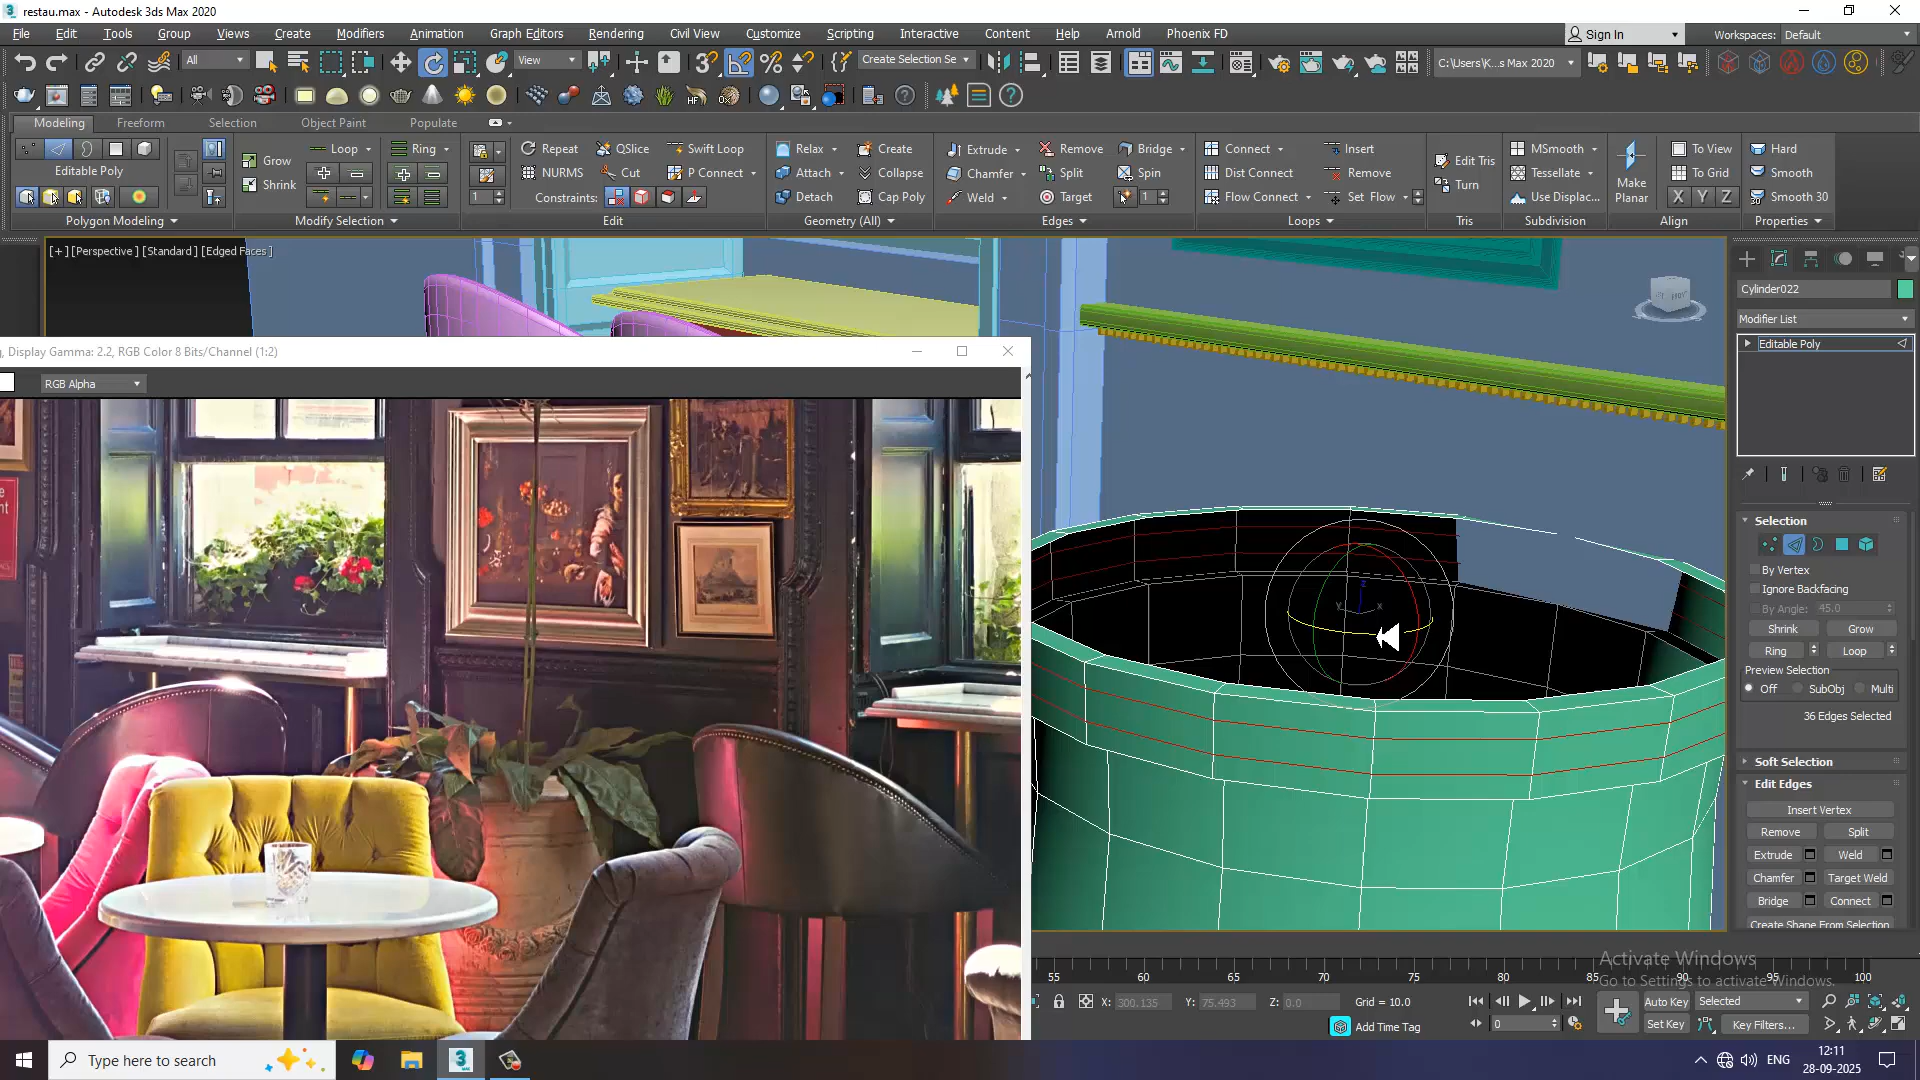 restau.max - Autodesk 3ds Max 2020
File Edit Tools Group Views Create Modifiers Animation Graph Editors Rendering Civil View Customize Scripting Interactive Content Help Arnold Phoenix FD
Sign In
Workspaces: Default
All
View
Create Selection Se
C:\Users\K...s Max 2020
Modeling Freeform Selection Object Paint Populate
Loop Ring
Grow
Shrink
Editable Poly
Repeat QSlice Swift Loop
NURMS Cut P Connect
Constraints:
Relax Create
Attach Collapse
Detach Cap Poly
Extrude Remove Bridge
Chamfer Split Spin
Weld Target 1
Connect Insert
Dist Connect Remove
Flow Connect Set Flow
Edit Tris
Turn
MSmooth
Tessellate
Use Displac...
Make Planar
To View
To Grid
X Y Z
Hard
Smooth
Smooth 30
1
Polygon Modeling Modify Selection Edit Geometry (All) Edges Loops Tris Subdivision Align Properties
[+] [Perspective] [Standard] [Edged Faces]
, Display Gamma: 2.2, RGB Color 8 Bits/Channel (1:2)
RGB Alpha
z
y x
Cylinder022
Modifier List
Editable Poly
Selection
By Vertex
Ignore Backfacing
By Angle: 45.0
Shrink Grow
Ring Loop
Preview Selection
Off SubObj Multi
36 Edges Selected
Soft Selection
Edit Edges
Insert Vertex
Remove Split
Extrude Weld
Chamfer Target Weld
Bridge Connect
Create Shape From Selection
Activate Windows
Go to Settings to activate Windows.
55 60 65 70 75 80 85 90 95 100
X: 300.135 Y: 75.493 Z: 0.0 Grid = 10.0
Add Time Tag
0
Auto Key Selected
Set Key Key Filters...
Type here to search
ENG
12:11
28-09-2025